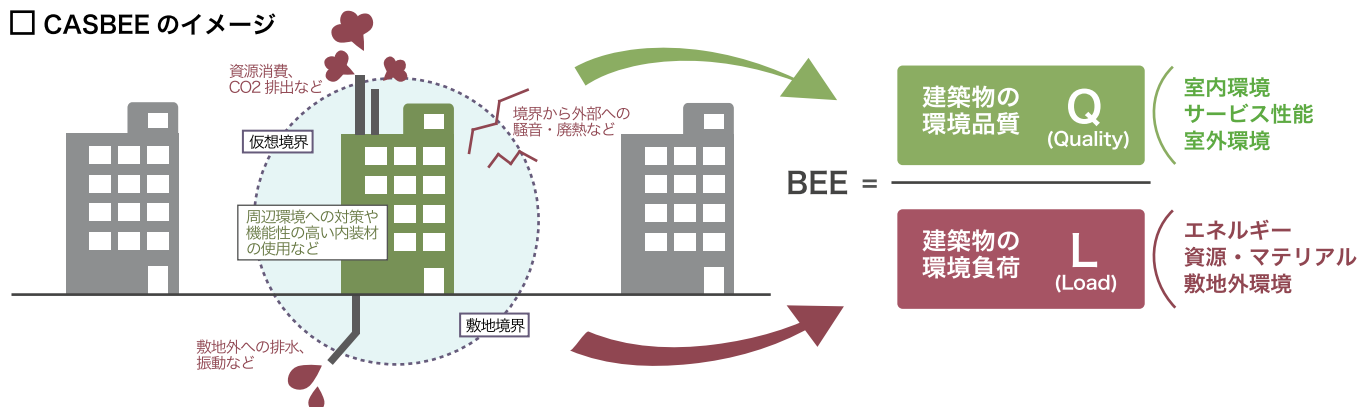 □ CASBEE のイメージ
資源消費、
CO2 排出など
境界から外部への
騒音・廃熱など
仮想境界
周辺環境への対策や
機能性の高い内装材
の使用など
敷地境界
敷地外への排水、
振動など
BEE =
建築物の
環境品質
Q
(Quality)
室内環境
サービス性能
室外環境
建築物の
環境負荷
L
(Load)
エネルギー
資源・マテリアル
敷地外環境